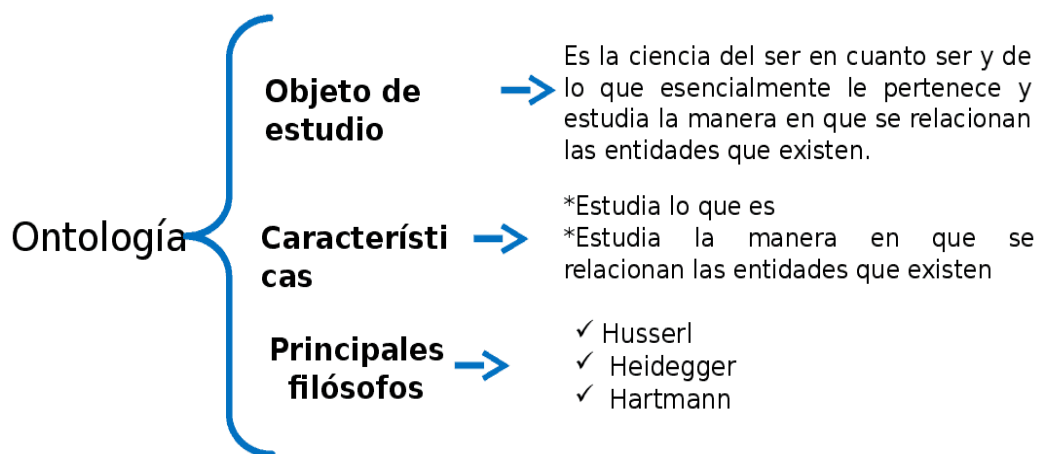 Ontología
Objeto de
estudio
Es la ciencia del ser en cuanto ser y de
lo que esencialmente le pertenece y
estudia la manera en que se relacionan
las entidades que existen.
Característi
cas
*Estudia lo que es
*Estudia la manera en que se
relacionan las entidades que existen
Principales
filósofos
✓ Husserl
✓ Heidegger
✓ Hartmann